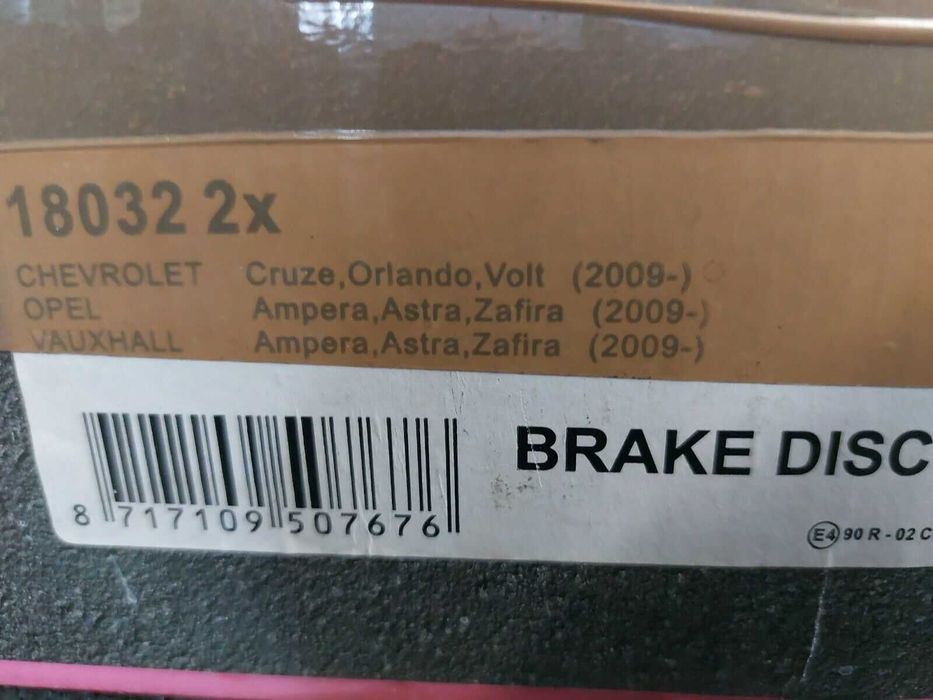 18032 2x
CHEVROLET Cruze,Orlando,Volt (2009-)
OPEL Ampera,Astra,Zafira (2009-)
VAUXHALL Ampera,Astra,Zafira (2009-)
BRAKE DISC
8 717109 507676
E4 90 R - 02 C